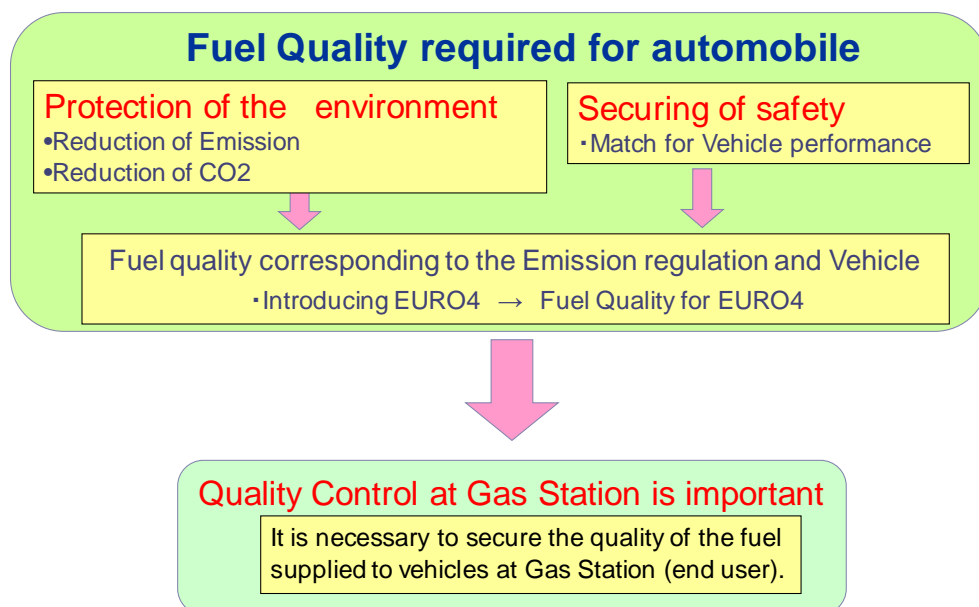 Fuel Quality required for automobile
Protection of the environment
•Reduction of Emission
•Reduction of CO2
Securing of safety
・Match for Vehicle performance
Fuel quality corresponding to the Emission regulation and Vehicle
・Introducing EURO4 → Fuel Quality for EURO4
Quality Control at Gas Station is important
It is necessary to secure the quality of the fuel
supplied to vehicles at Gas Station (end user).